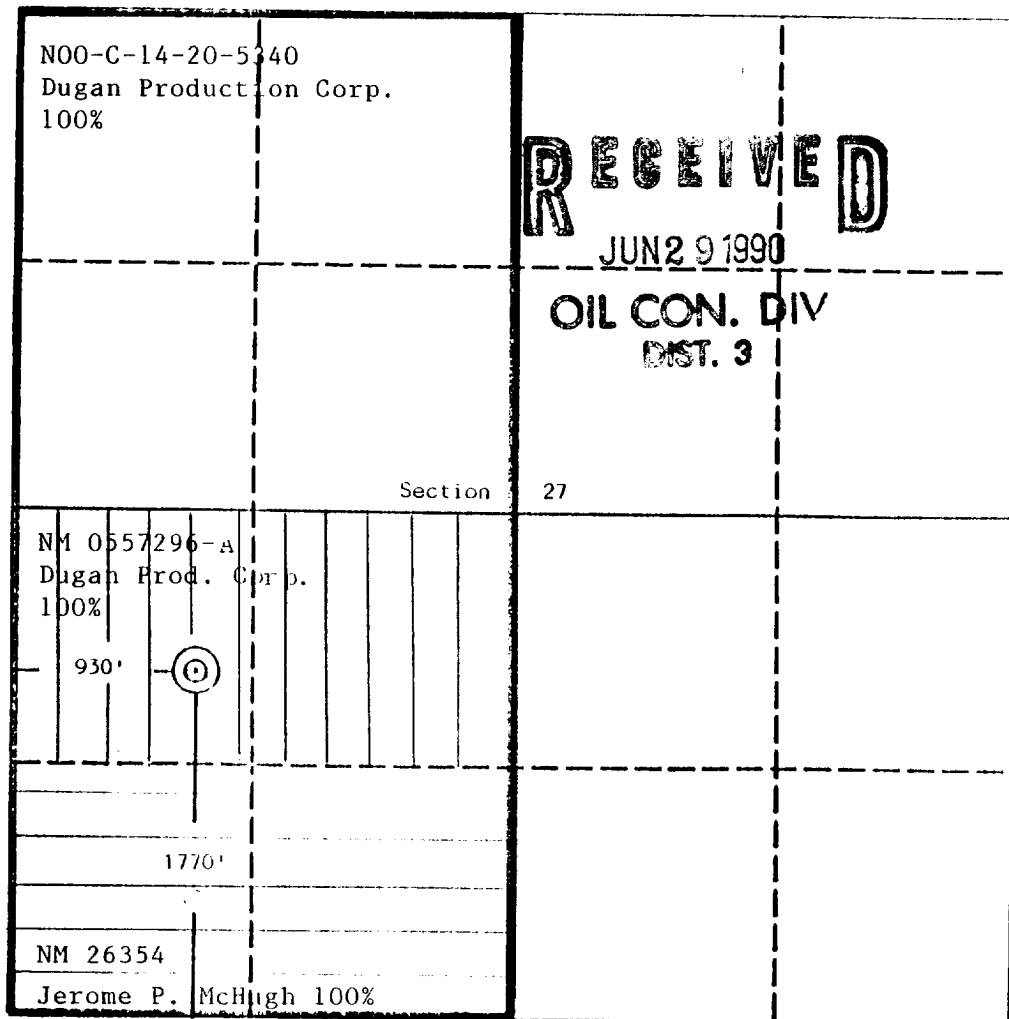 NOO-C-14-20-5340
Dugan Production Corp.
100%
RECEIVED
JUN 29 1990
OIL CON. DIV
DIST. 3
Section 27
NM 0557296-A
Dugan Prod. Corp.
100%
930'
1770'
NM 26354
Jerome P. McHugh 100%